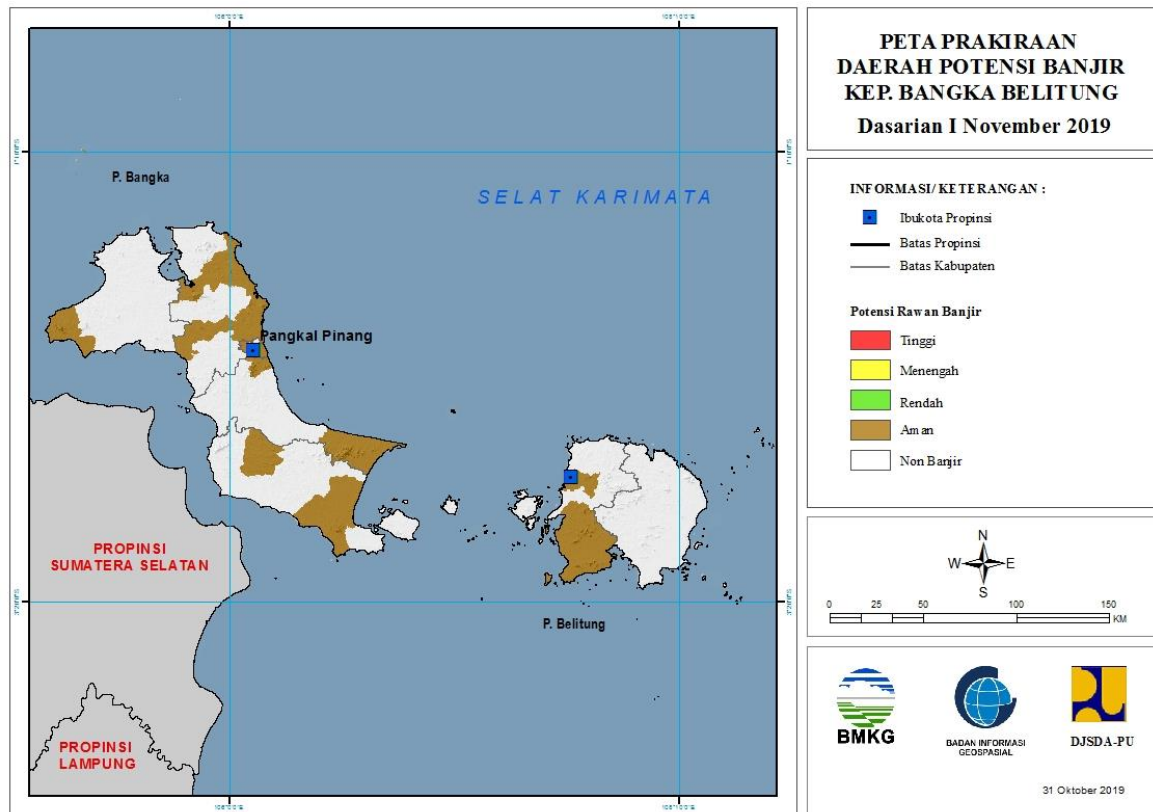 P. Bangka
SELAT KARIMATA
Pangkal Pinang
PROPINSI
SUMATERA SELATAN
P. Belitung
PROPINSI
LAMPUNG
PETA PRAKIRAAN
DAERAH POTENSI BANJIR
KEP. BANGKA BELITUNG
Dasarian I November 2019
INFORMASI/ KETERANGAN :
Ibukota Propinsi
Batas Propinsi
Batas Kabupaten
Potensi Rawan Banjir
Tinggi
Menengah
Rendah
Aman
Non Banjir
N
W E
S
0 25 50 100 150
KM
BMKG
BADAN INFORMASI
GEOSPASIAL
DJSDA-PU
31 Oktober 2019